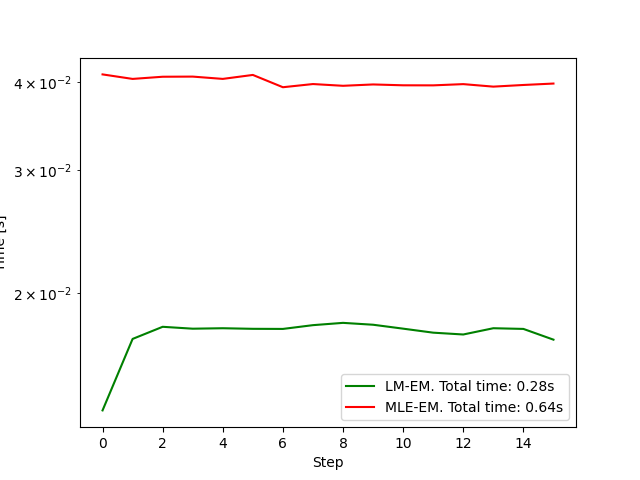 4 × 10⁻²
3 × 10⁻²
2 × 10⁻²
[s]
0 2 4 6 8 10 12 14
Step
LM-EM. Total time: 0.28s
MLE-EM. Total time: 0.64s